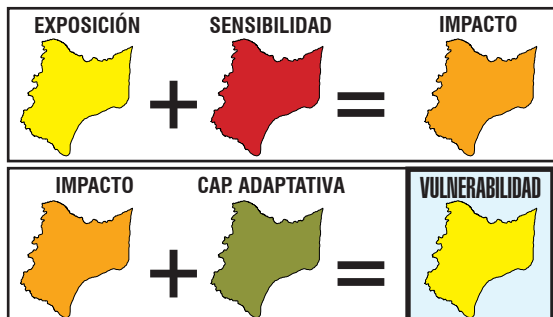 EXPOSICIÓN SENSIBILIDAD IMPACTO
+ =
IMPACTO CAP. ADAPTATIVA VULNERABILIDAD
+ =